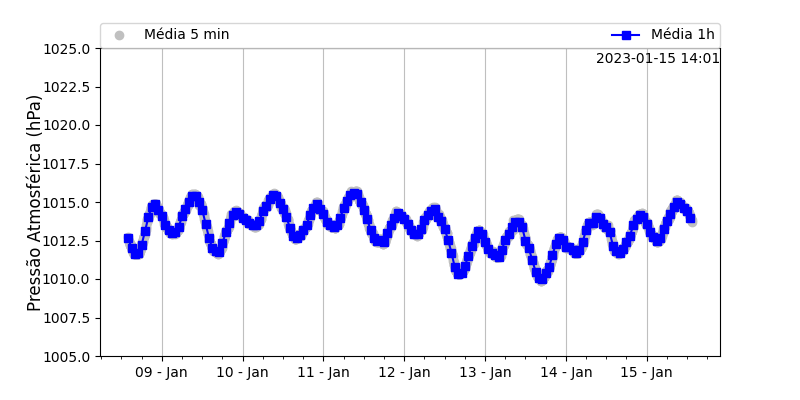 Média 5 min
Média 1h
2023-01-15 14:01
Pressão Atmosférica (hPa)
1025.0
1022.5
1020.0
1017.5
1015.0
1012.5
1010.0
1007.5
1005.0
09 - Jan
10 - Jan
11 - Jan
12 - Jan
13 - Jan
14 - Jan
15 - Jan